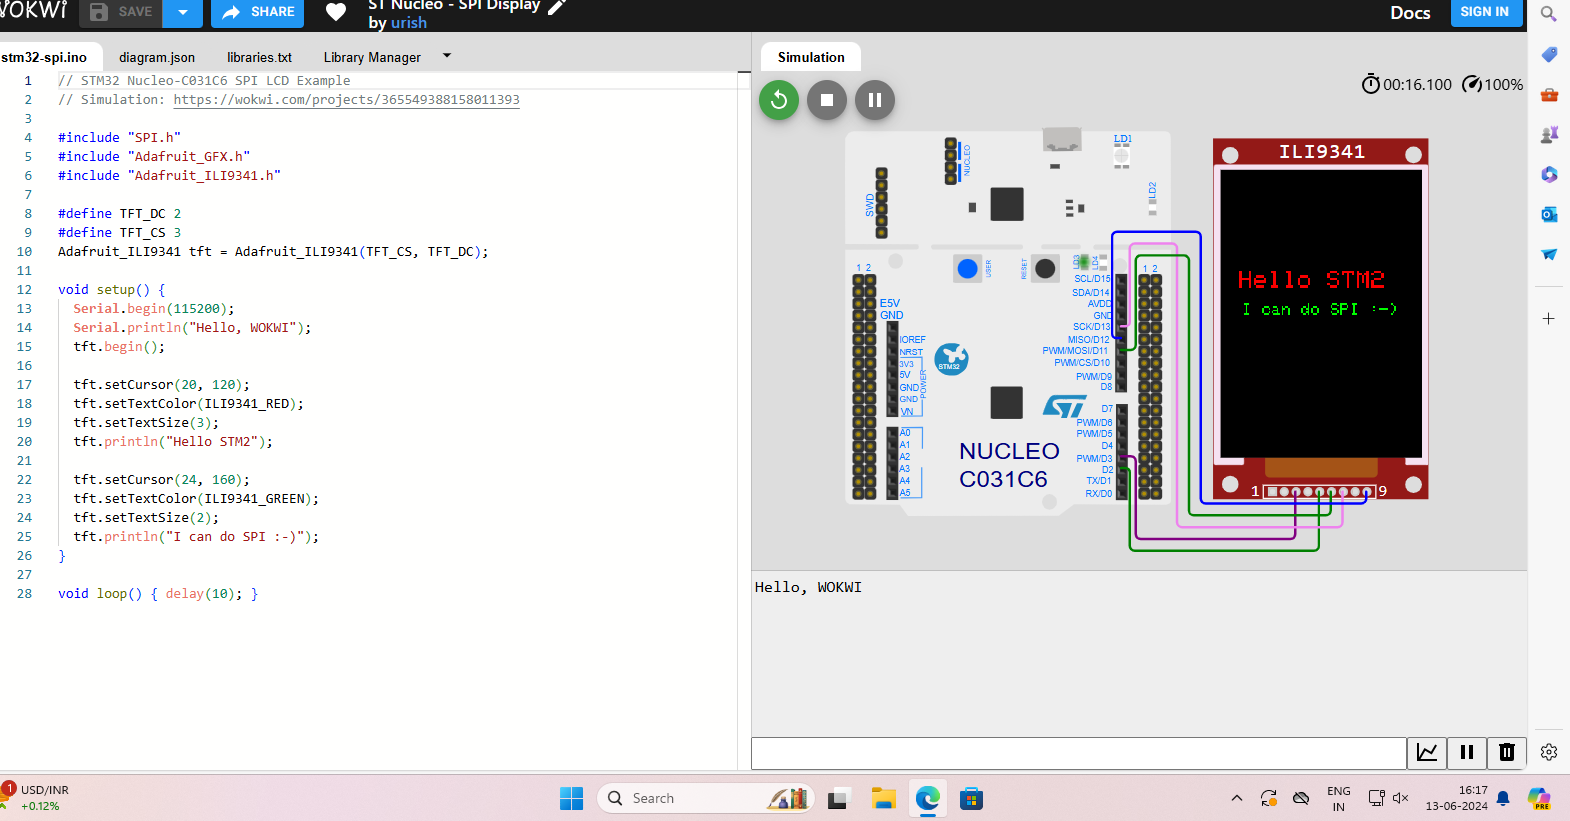 WOKWi
SAVE
SHARE
ST Nucleo - SPI Display
by urish
Docs
SIGN IN
stm32-spi.ino
diagram.json
libraries.txt
Library Manager
1 // STM32 Nucleo-C031C6 SPI LCD Example
2 // Simulation: https://wokwi.com/projects/365549388158011393
3
4 #include "SPI.h"
5 #include "Adafruit_GFX.h"
6 #include "Adafruit_ILI9341.h"
7
8 #define TFT_DC 2
9 #define TFT_CS 3
10 Adafruit_ILI9341 tft = Adafruit_ILI9341(TFT_CS, TFT_DC);
11
12 void setup() {
13 Serial.begin(115200);
14 Serial.println("Hello, WOKWI");
15 tft.begin();
16
17 tft.setCursor(20, 120);
18 tft.setTextColor(ILI9341_RED);
19 tft.setTextSize(3);
20 tft.println("Hello STM2");
21
22 tft.setCursor(24, 160);
23 tft.setTextColor(ILI9341_GREEN);
24 tft.setTextSize(2);
25 tft.println("I can do SPI :-)");
26 }
27
28 void loop() { delay(10); }
Simulation
00:16.100
100%
NUCLEO
SWD
LD1
LD2
USER
RESET
LD3
LD4
1 2
1 2
E5V
GND
IOREF
NRST
3V3
5V
GND
GND
VN
POWER
A0
A1
A2
A3
A4
A5
STM32
NUCLEO
C031C6
SCL/D15
SDA/D14
AVDD
GND
SCK/D13
MISO/D12
PWM/MOSI/D11
PWM/CS/D10
PWM/D9
D8
D7
PWM/D6
PWM/D5
D4
PWM/D3
D2
TX/D1
RX/D0
ILI9341
Hello STM2
I can do SPI :-)
1
9
Hello, WOKWI
1
USD/INR
+0.12%
Search
ENG
IN
16:17
13-06-2024
PRE